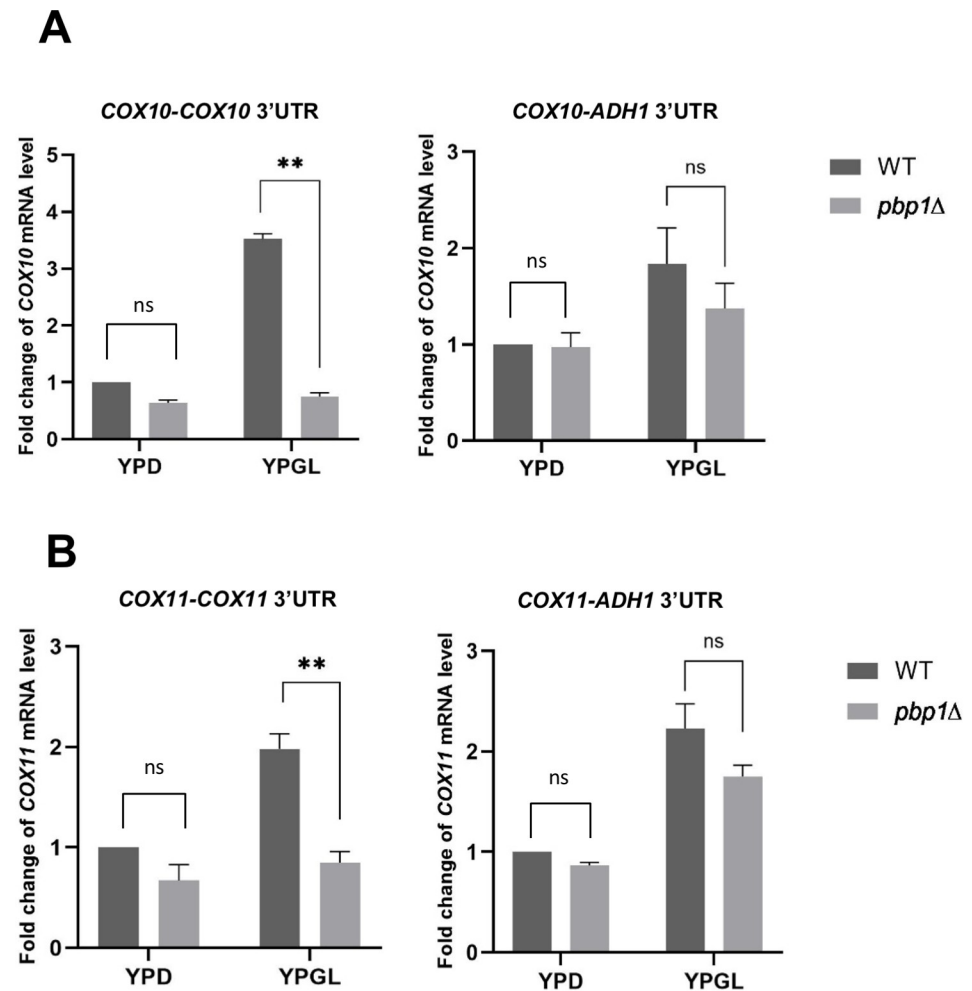 A
COX10-COX10 3’UTR
Fold change of COX10 mRNA level
5
4
3
2
1
0
ns
**
YPD
YPGL
COX10-ADH1 3’UTR
Fold change of COX10 mRNA level
3
2
1
0
ns
ns
YPD
YPGL
WT
pbp1Δ
B
COX11-COX11 3’UTR
Fold change of COX11 mRNA level
3
2
1
0
ns
**
YPD
YPGL
COX11-ADH1 3’UTR
Fold change of COX11 mRNA level
3
2
1
0
ns
ns
YPD
YPGL
WT
pbp1Δ